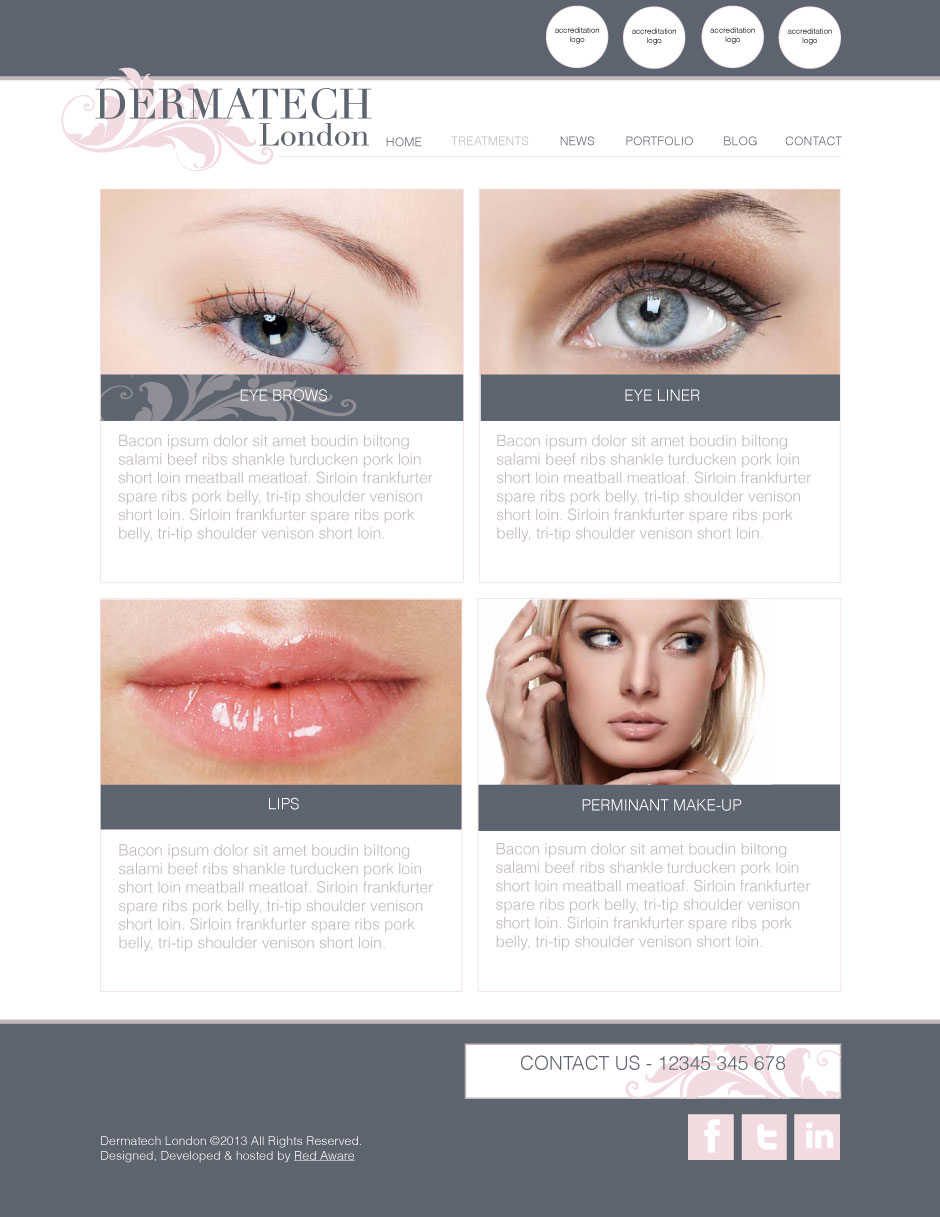 accreditation
logo
accreditation
logo
accreditation
logo
accreditation
logo
DERMATECH
London
HOME TREATMENTS NEWS PORTFOLIO BLOG CONTACT
EYE BROWS
Bacon ipsum dolor sit amet boudin biltong
salami beef ribs shankle turducken pork loin
short loin meatball meatloaf. Sirloin frankfurter
spare ribs pork belly, tri-tip shoulder venison
short loin. Sirloin frankfurter spare ribs pork
belly, tri-tip shoulder venison short loin.
EYE LINER
Bacon ipsum dolor sit amet boudin biltong
salami beef ribs shankle turducken pork loin
short loin meatball meatloaf. Sirloin frankfurter
spare ribs pork belly, tri-tip shoulder venison
short loin. Sirloin frankfurter spare ribs pork
belly, tri-tip shoulder venison short loin.
LIPS
Bacon ipsum dolor sit amet boudin biltong
salami beef ribs shankle turducken pork loin
short loin meatball meatloaf. Sirloin frankfurter
spare ribs pork belly, tri-tip shoulder venison
short loin. Sirloin frankfurter spare ribs pork
belly, tri-tip shoulder venison short loin.
PERMINANT MAKE-UP
Bacon ipsum dolor sit amet boudin biltong
salami beef ribs shankle turducken pork loin
short loin meatball meatloaf. Sirloin frankfurter
spare ribs pork belly, tri-tip shoulder venison
short loin. Sirloin frankfurter spare ribs pork
belly, tri-tip shoulder venison short loin.
CONTACT US - 12345 345 678
f t in
Dermatech London ©2013 All Rights Reserved.
Designed, Developed & hosted by Red Aware